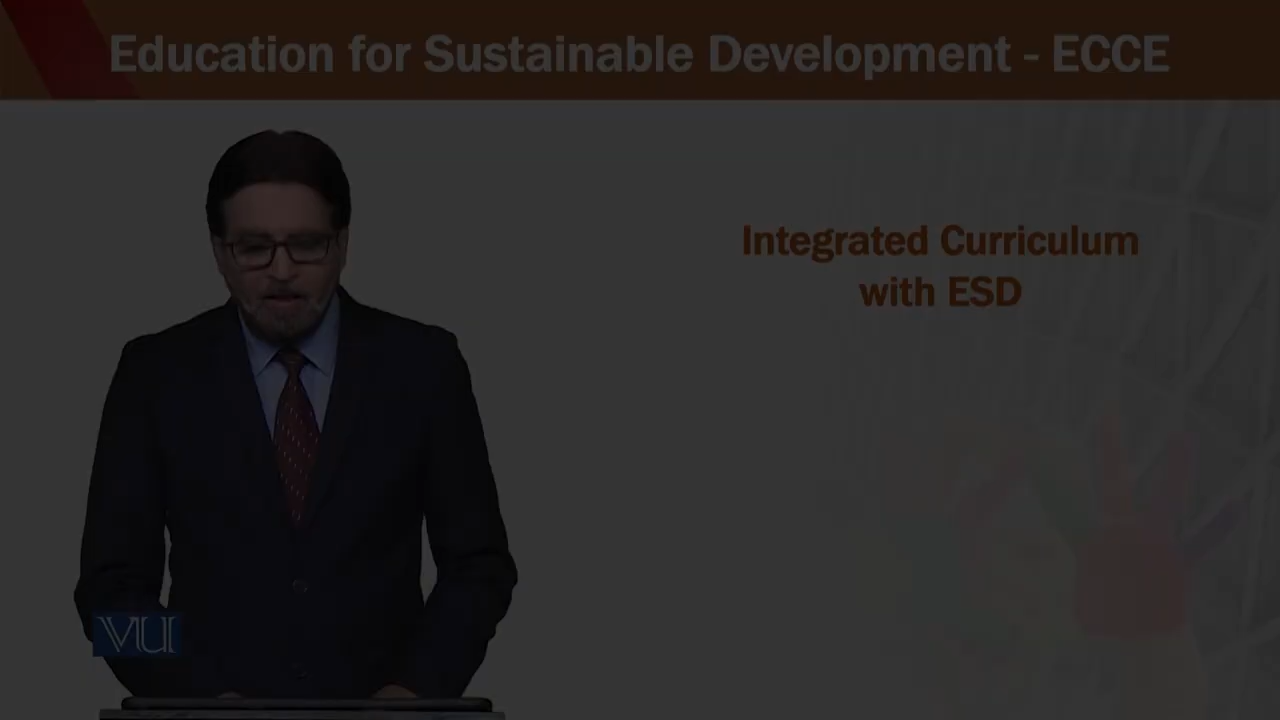 Education for Sustainable Development - ECCE
Integrated Curriculum
with ESD
VU